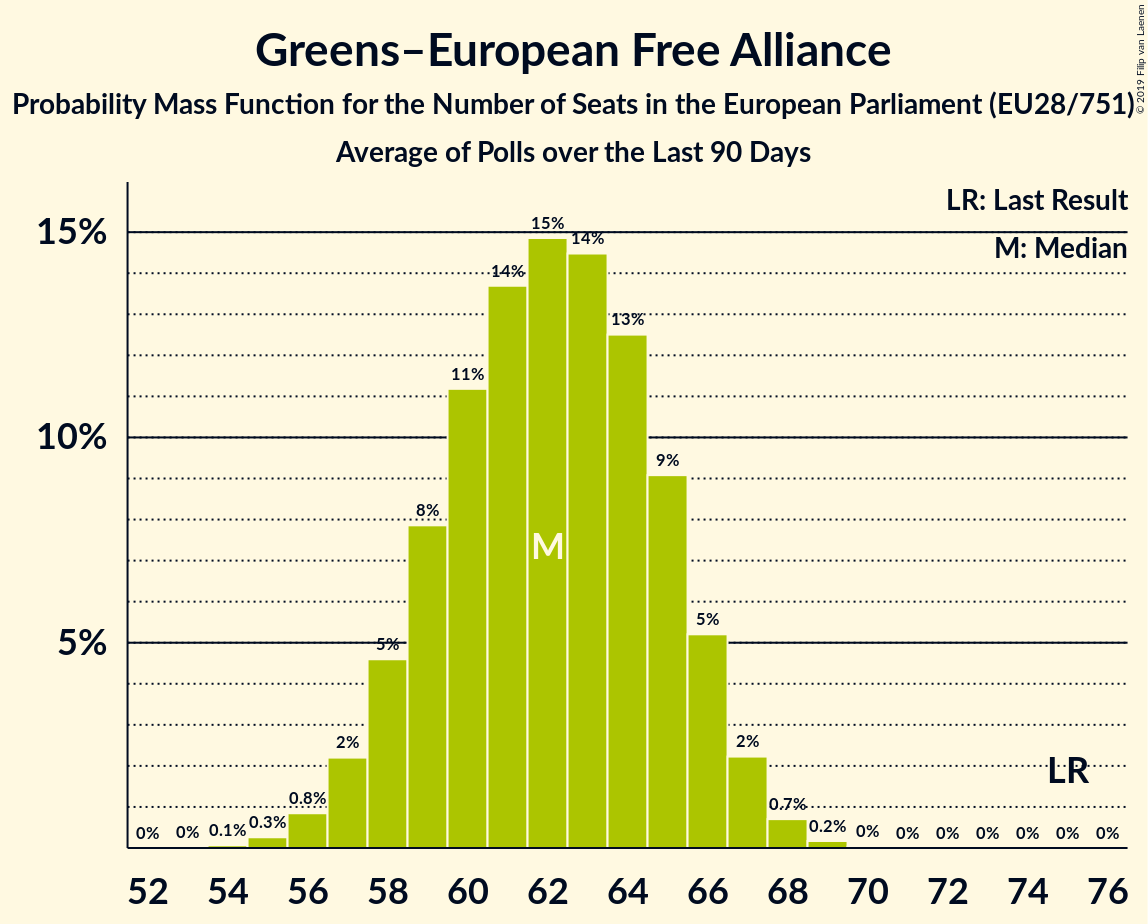 Greens–European Free Alliance
Probability Mass Function for the Number of Seats in the European Parliament (EU28/751)
Average of Polls over the Last 90 Days
© 2019 Filip van Laenen
LR: Last Result
M: Median
15%
10%
5%
0% 0% 0.1% 0.3% 0.8% 2% 5% 8% 11% 14% 15% 14% 13% 9% 5% 2% 0.7% 0.2% 0% 0% 0% 0% 0% 0% 0%
M
LR
52 54 56 58 60 62 64 66 68 70 72 74 76